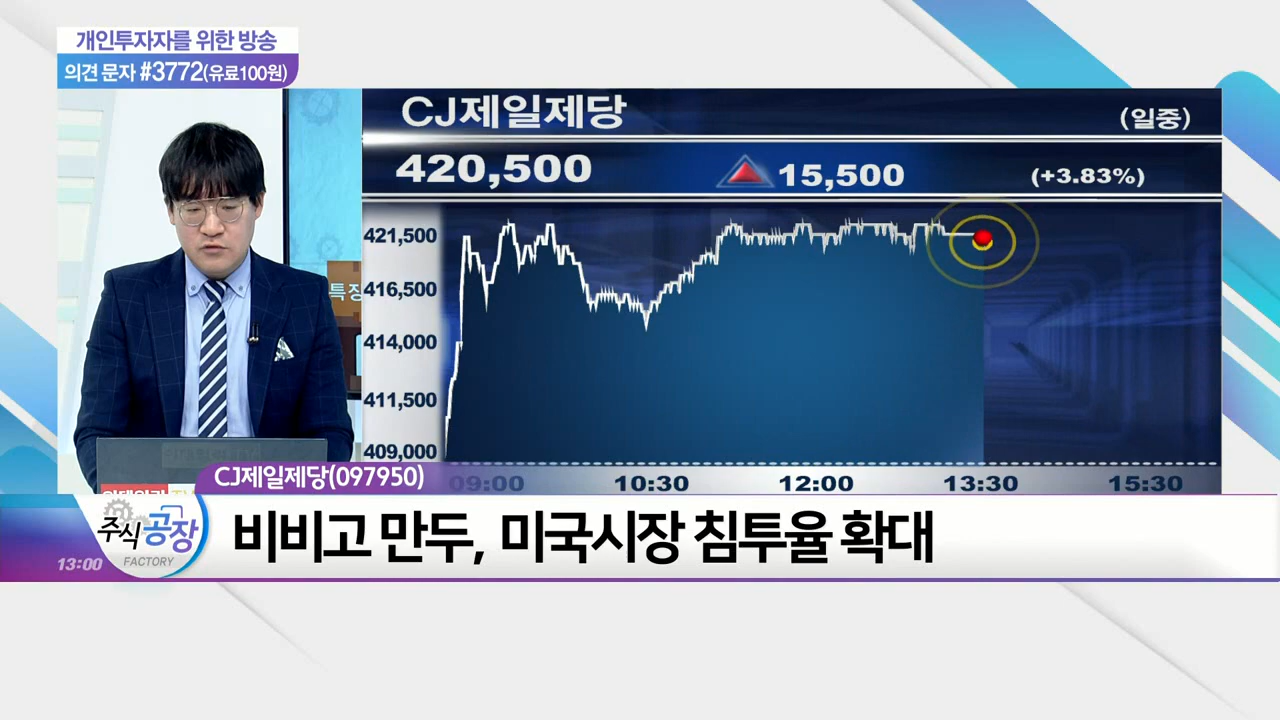 개인투자자를 위한 방송
의견 문자 #3772(유료100원)
CJ제일제당
(일중)
420,500
15,500
(+3.83%)
421,500
416,500
414,000
411,500
409,000
09:00
10:30
12:00
13:30
15:30
특징
CJ제일제당(097950)
주식공장
FACTORY
13:00
비비고 만두, 미국시장 침투율 확대